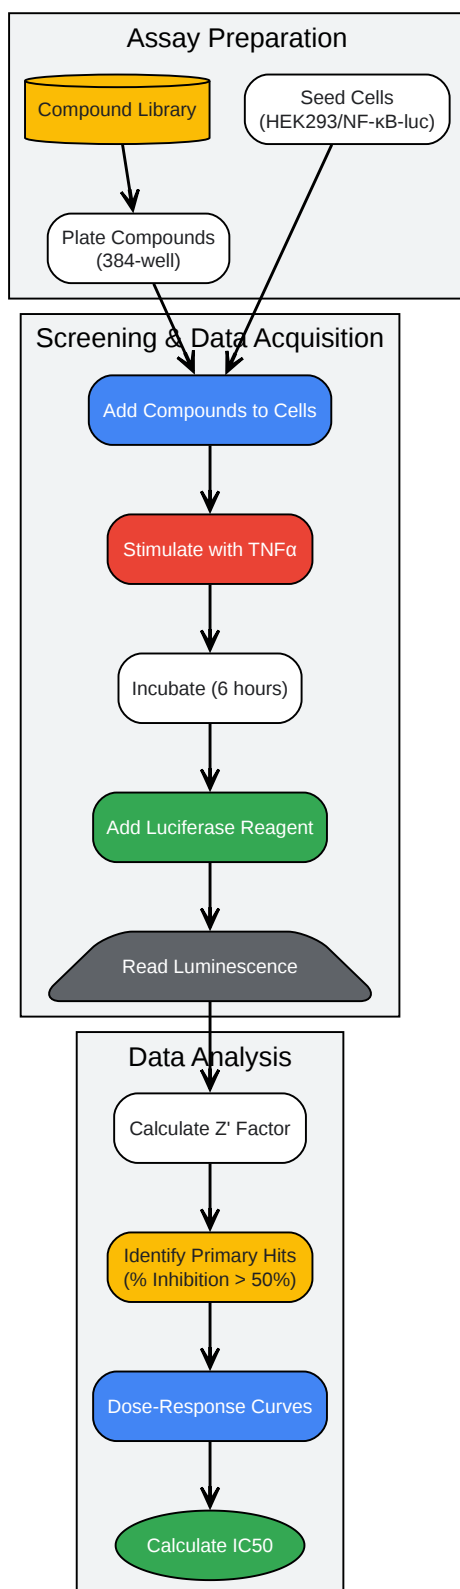 Assay Preparation
Compound Library
Seed Cells
(HEK293/NF-κB-luc)
Plate Compounds
(384-well)
Screening & Data Acquisition
Add Compounds to Cells
Stimulate with TNFα
Incubate (6 hours)
Add Luciferase Reagent
Read Luminescence
Data Analysis
Calculate Z' Factor
Identify Primary Hits
(% Inhibition > 50%)
Dose-Response Curves
Calculate IC50